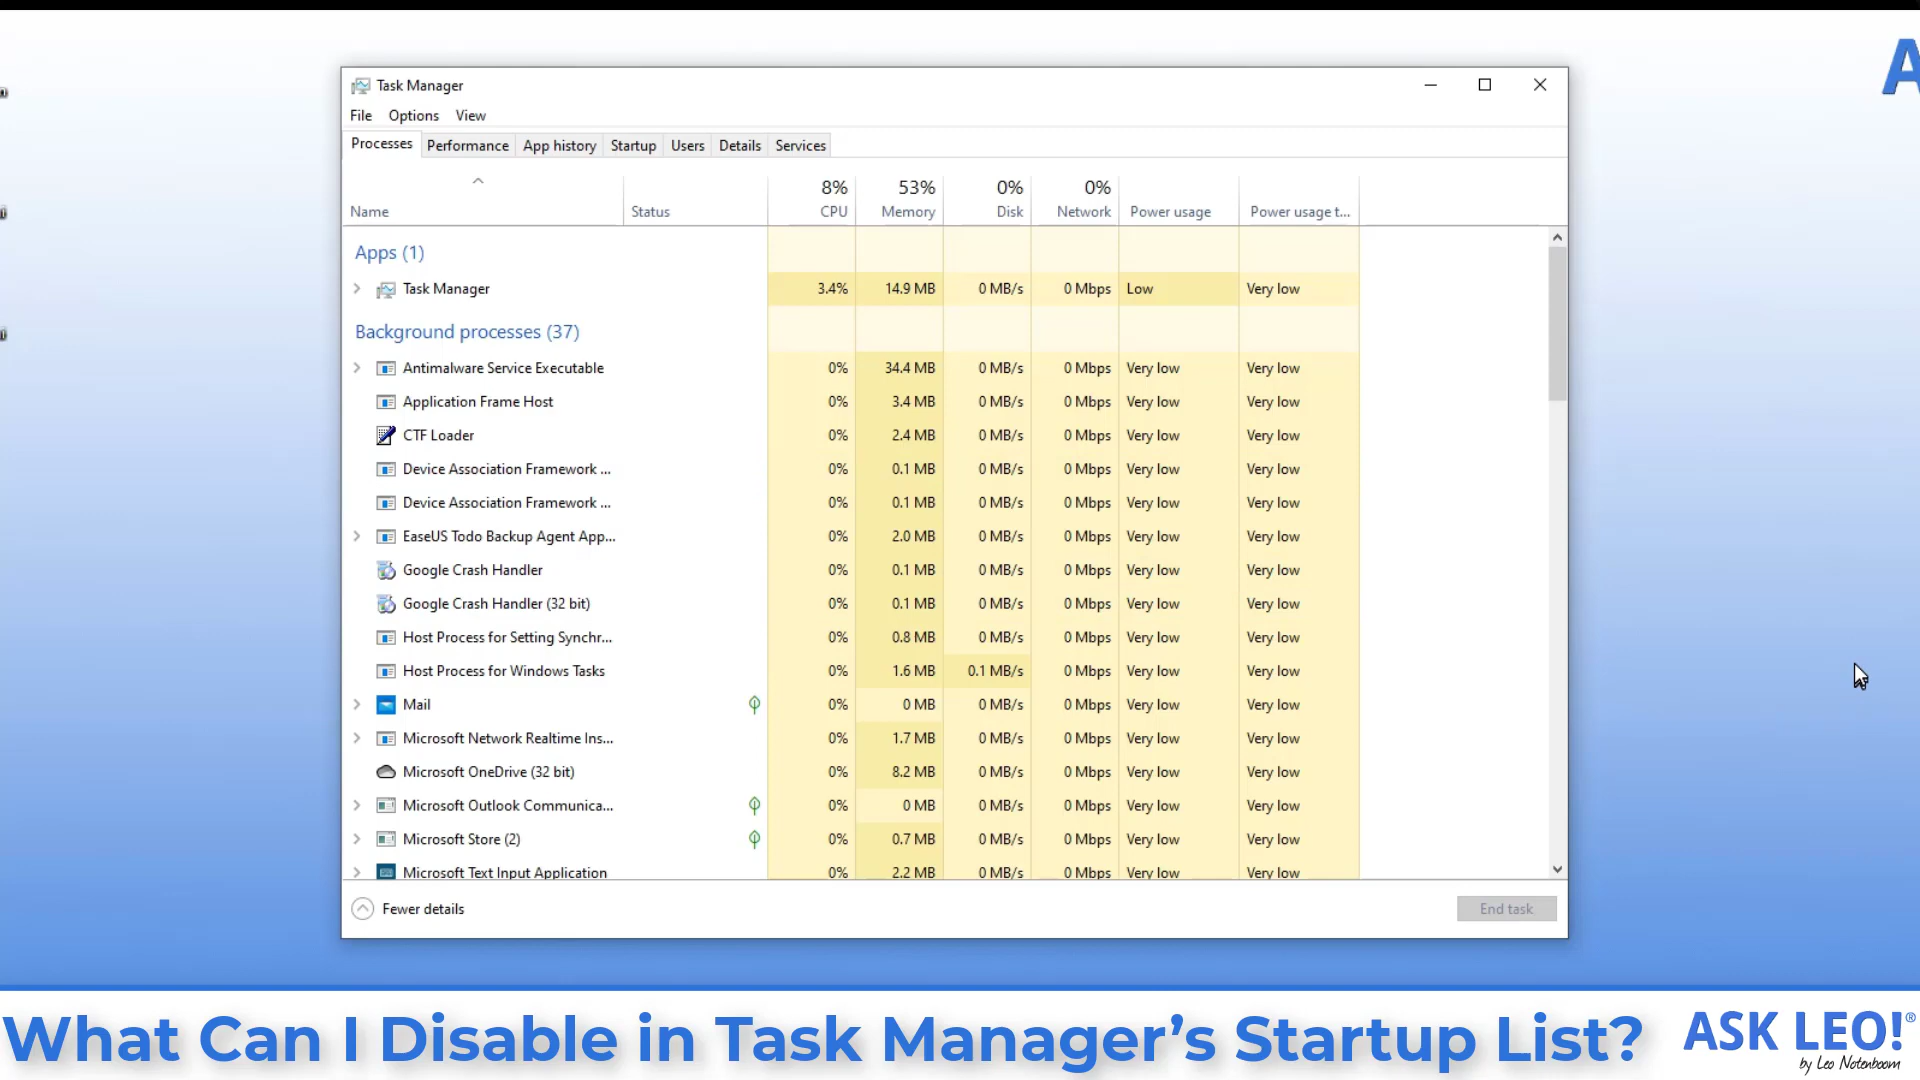 Task Manager
File Options View
Processes Performance App history Startup Users Details Services
8% 53% 0% 0%
Name Status CPU Memory Disk Network Power usage Power usage t...
Apps (1)
Task Manager 3.4% 14.9 MB 0 MB/s 0 Mbps Low Very low
Background processes (37)
Antimalware Service Executable 0% 34.4 MB 0 MB/s 0 Mbps Very low Very low
Application Frame Host 0% 3.4 MB 0 MB/s 0 Mbps Very low Very low
CTF Loader 0% 2.4 MB 0 MB/s 0 Mbps Very low Very low
Device Association Framework ... 0% 0.1 MB 0 MB/s 0 Mbps Very low Very low
Device Association Framework ... 0% 0.1 MB 0 MB/s 0 Mbps Very low Very low
EaseUS Todo Backup Agent App... 0% 2.0 MB 0 MB/s 0 Mbps Very low Very low
Google Crash Handler 0% 0.1 MB 0 MB/s 0 Mbps Very low Very low
Google Crash Handler (32 bit) 0% 0.1 MB 0 MB/s 0 Mbps Very low Very low
Host Process for Setting Synchr... 0% 0.8 MB 0 MB/s 0 Mbps Very low Very low
Host Process for Windows Tasks 0% 1.6 MB 0.1 MB/s 0 Mbps Very low Very low
Mail 0% 0 MB 0 MB/s 0 Mbps Very low Very low
Microsoft Network Realtime Ins... 0% 1.7 MB 0 MB/s 0 Mbps Very low Very low
Microsoft OneDrive (32 bit) 0% 8.2 MB 0 MB/s 0 Mbps Very low Very low
Microsoft Outlook Communica... 0% 0 MB 0 MB/s 0 Mbps Very low Very low
Microsoft Store (2) 0% 0.7 MB 0 MB/s 0 Mbps Very low Very low
Microsoft Text Input Application 0% 2.2 MB 0 MB/s 0 Mbps Very low Very low
Fewer details End task
What Can I Disable in Task Manager’s Startup List?
ASK LEO!®
by Leo Notenboom